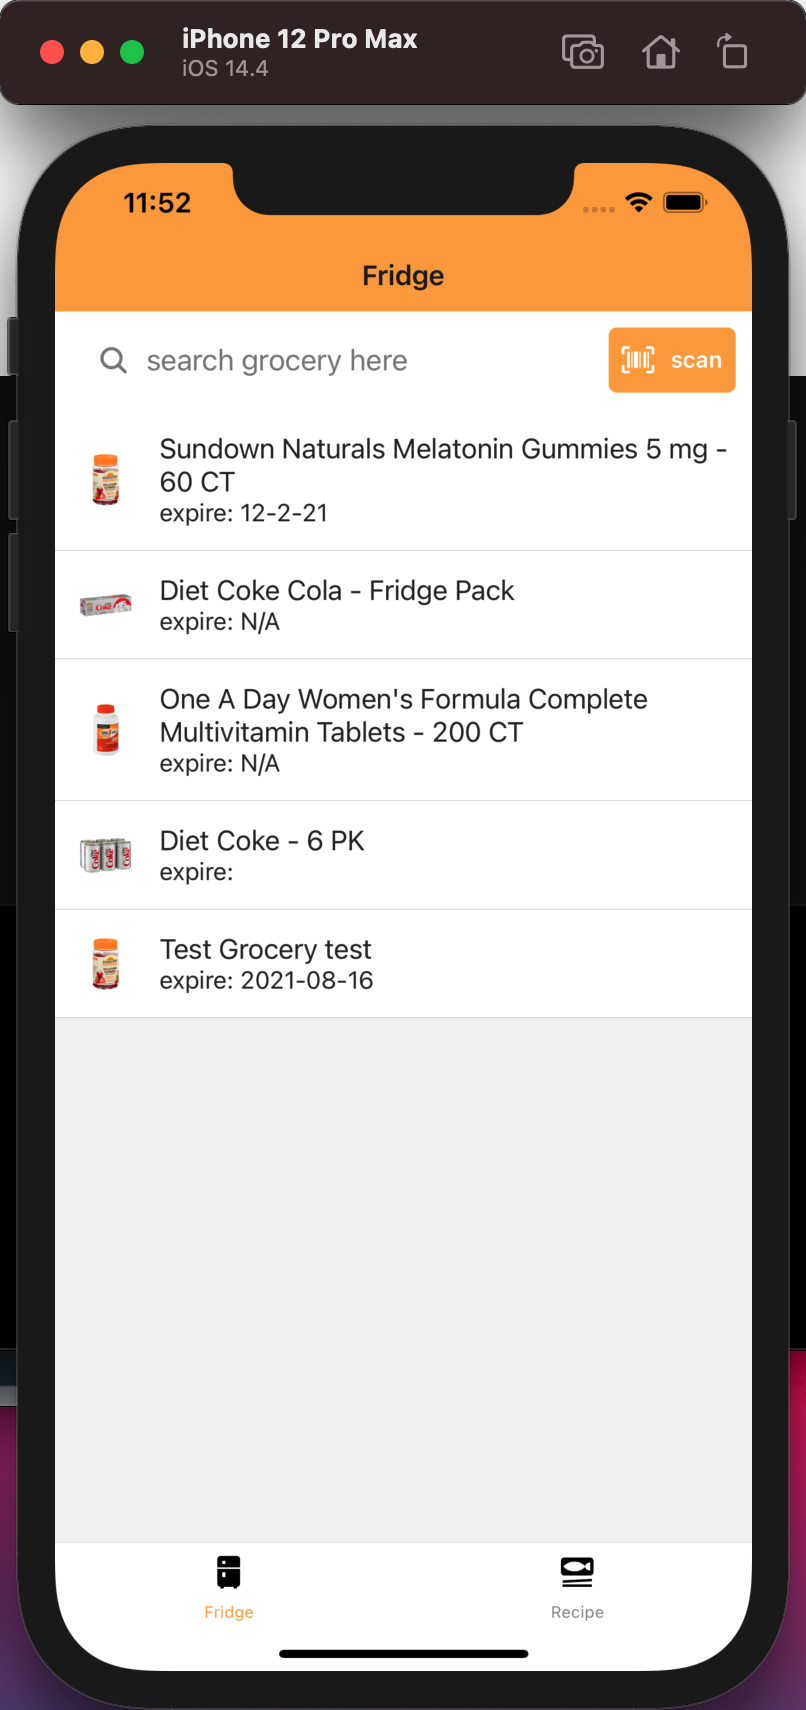 iPhone 12 Pro Max
iOS 14.4
11:52
Fridge
search grocery here
scan
Sundown Naturals Melatonin Gummies 5 mg -
60 CT
expire: 12-2-21
Diet Coke Cola - Fridge Pack
expire: N/A
One A Day Women's Formula Complete
Multivitamin Tablets - 200 CT
expire: N/A
Diet Coke - 6 PK
expire:
Test Grocery test
expire: 2021-08-16
Fridge
Recipe